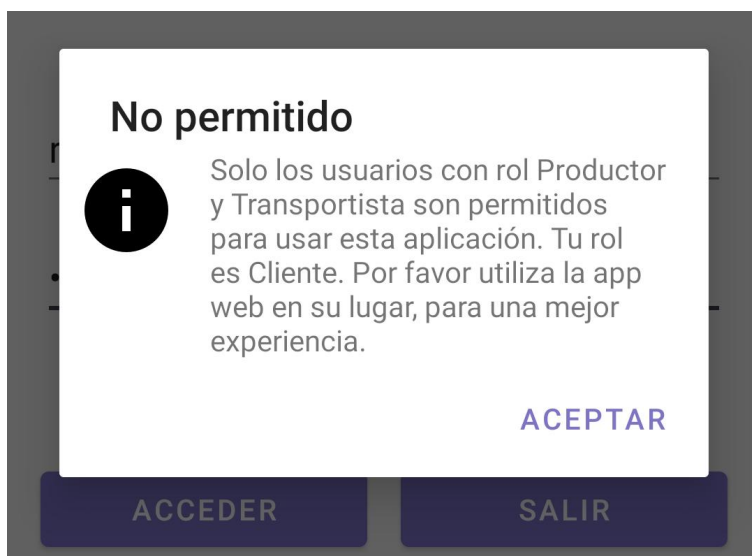 No permitido
Solo los usuarios con rol Productor
y Transportista son permitidos
para usar esta aplicación. Tu rol
es Cliente. Por favor utiliza la app
web en su lugar, para una mejor
experiencia.
ACEPTAR
ACCEDER
SALIR